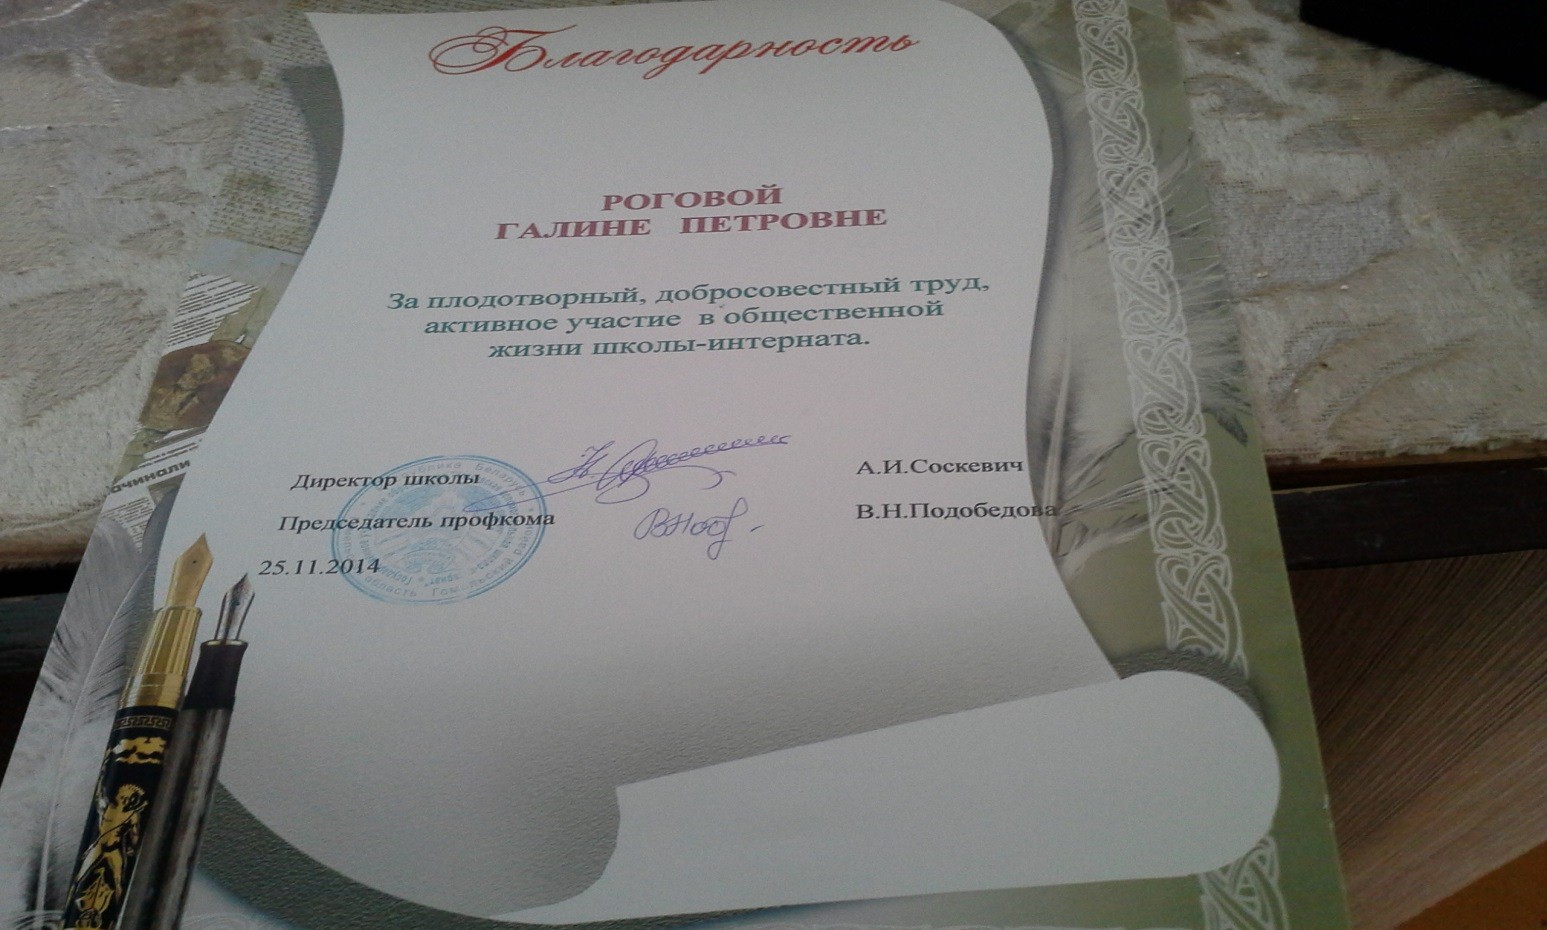 Благодарность
РОГОВОЙ
ГАЛИНЕ ПЕТРОВНЕ
За плодотворный, добросовестный труд,
активное участие в общественной
жизни школы-интерната.
Директор школы А.И.Соскевич
Председатель профкома В.Н.Подобедова
25.11.2014